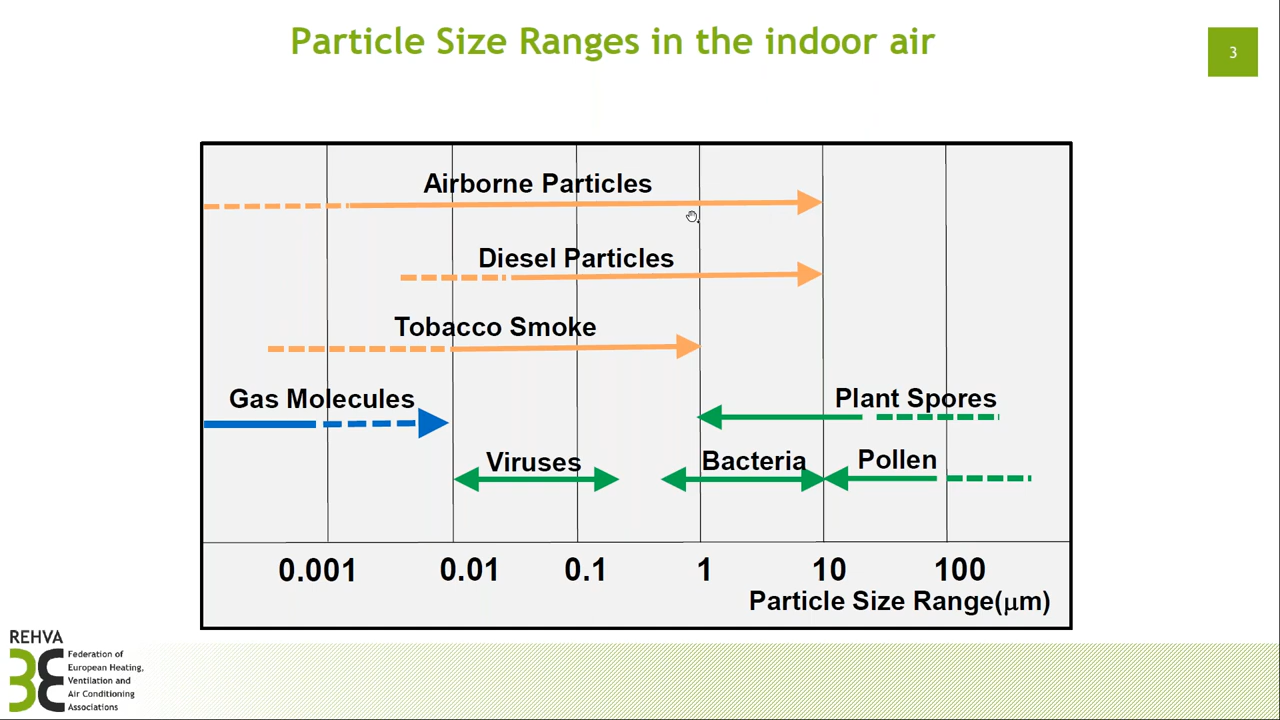 Particle Size Ranges in the indoor air
3
Airborne Particles
Diesel Particles
Tobacco Smoke
Gas Molecules
Plant Spores
Viruses
Bacteria
Pollen
0.001 0.01 0.1 1 10 100
Particle Size Range(μm)
REHVA
Federation of
European Heating,
Ventilation and
Air Conditioning
Associations